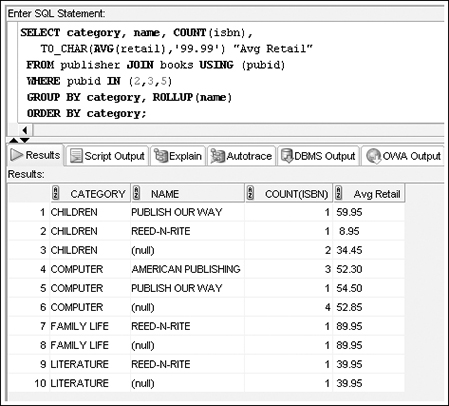 Enter SQL Statement:
SELECT category, name, COUNT(isbn),
TO_CHAR(AVG(retail),'99.99') "Avg Retail"
FROM publisher JOIN books USING (pubid)
WHERE pubid IN (2,3,5)
GROUP BY category, ROLLUP(name)
ORDER BY category;
Results Script Output Explain Autotrace DBMS Output OWA Output
Results:
CATEGORY NAME COUNT(ISBN) Avg Retail
1 CHILDREN PUBLISH OUR WAY 1 59.95
2 CHILDREN REED-N-RITE 1 8.95
3 CHILDREN (null) 2 34.45
4 COMPUTER AMERICAN PUBLISHING 3 52.30
5 COMPUTER PUBLISH OUR WAY 1 54.50
6 COMPUTER (null) 4 52.85
7 FAMILY LIFE REED-N-RITE 1 89.95
8 FAMILY LIFE (null) 1 89.95
9 LITERATURE REED-N-RITE 1 39.95
10 LITERATURE (null) 1 39.95